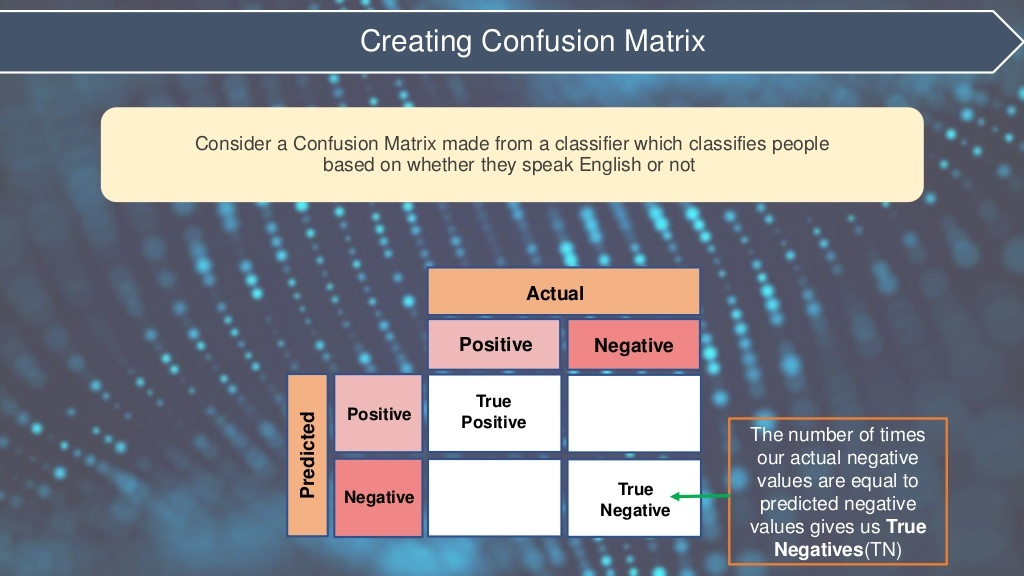 Creating Confusion Matrix
Consider a Confusion Matrix made from a classifier which classifies people
based on whether they speak English or not
Actual
Positive
Negative
Predicted
Positive
True
Positive
Negative
True
Negative
The number of times
our actual negative
values are equal to
predicted negative
values gives us True
Negatives(TN)